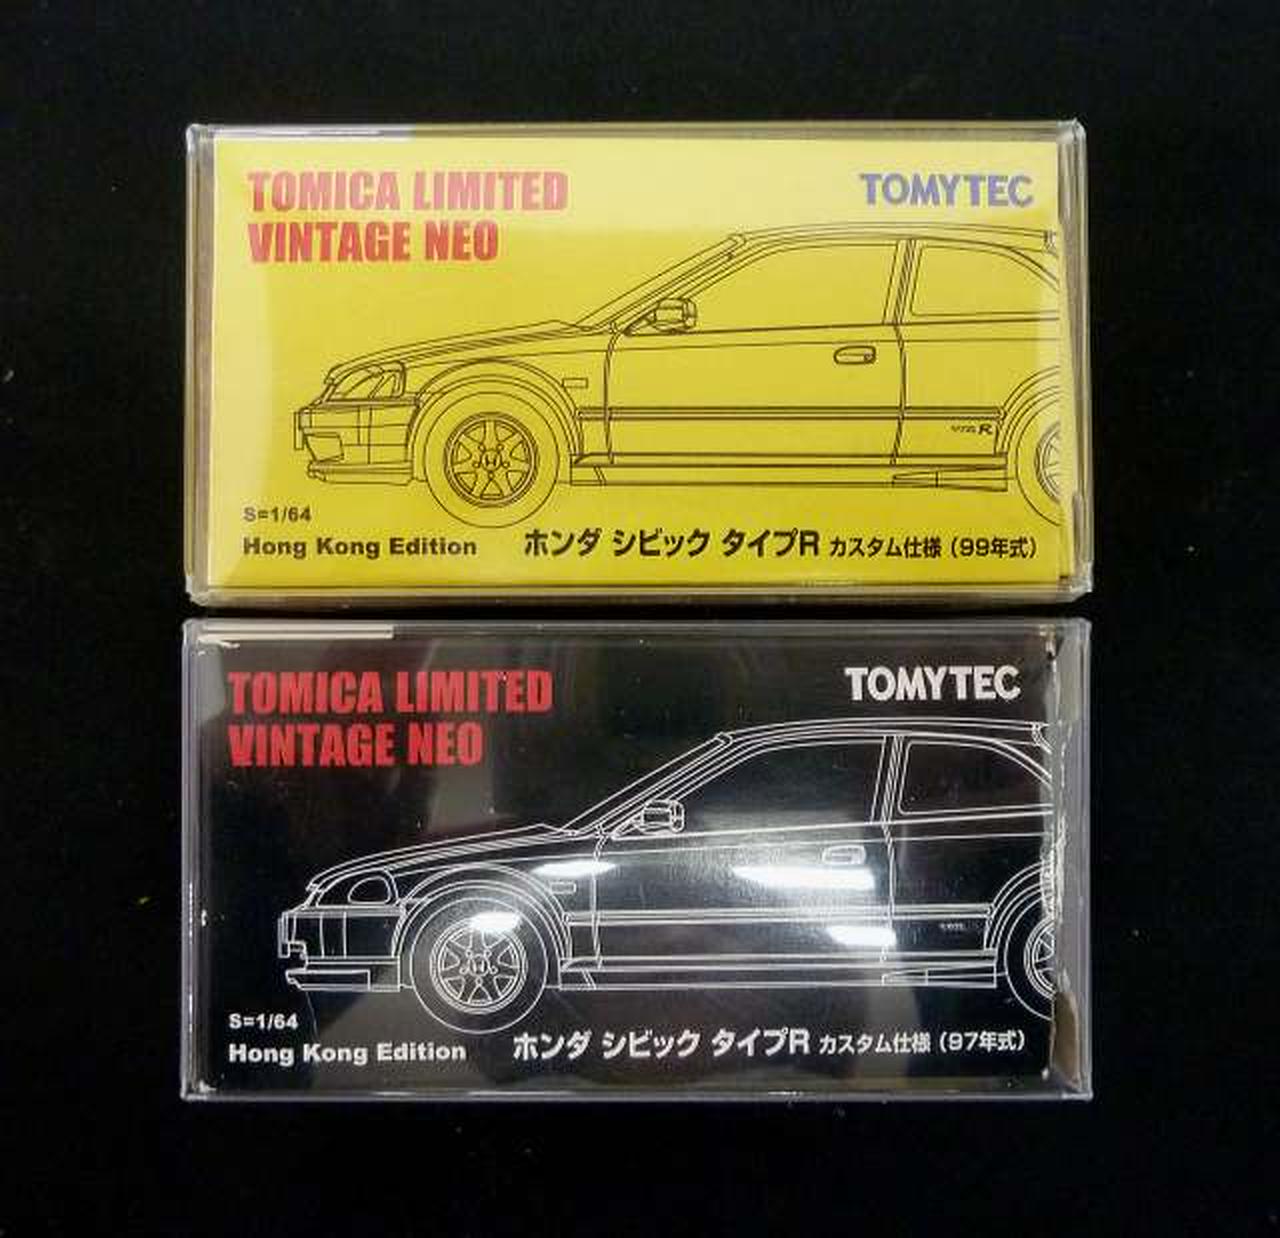 TOMICA LIMITED
VINTAGE NEO
TOMYTEC
R
S=1/64
Hong Kong Edition
ホンダ シビック タイプR カスタム仕様（99年式）
TOMICA LIMITED
VINTAGE NEO
TOMYTEC
S=1/64
Hong Kong Edition
ホンダ シビック タイプR カスタム仕様（97年式）